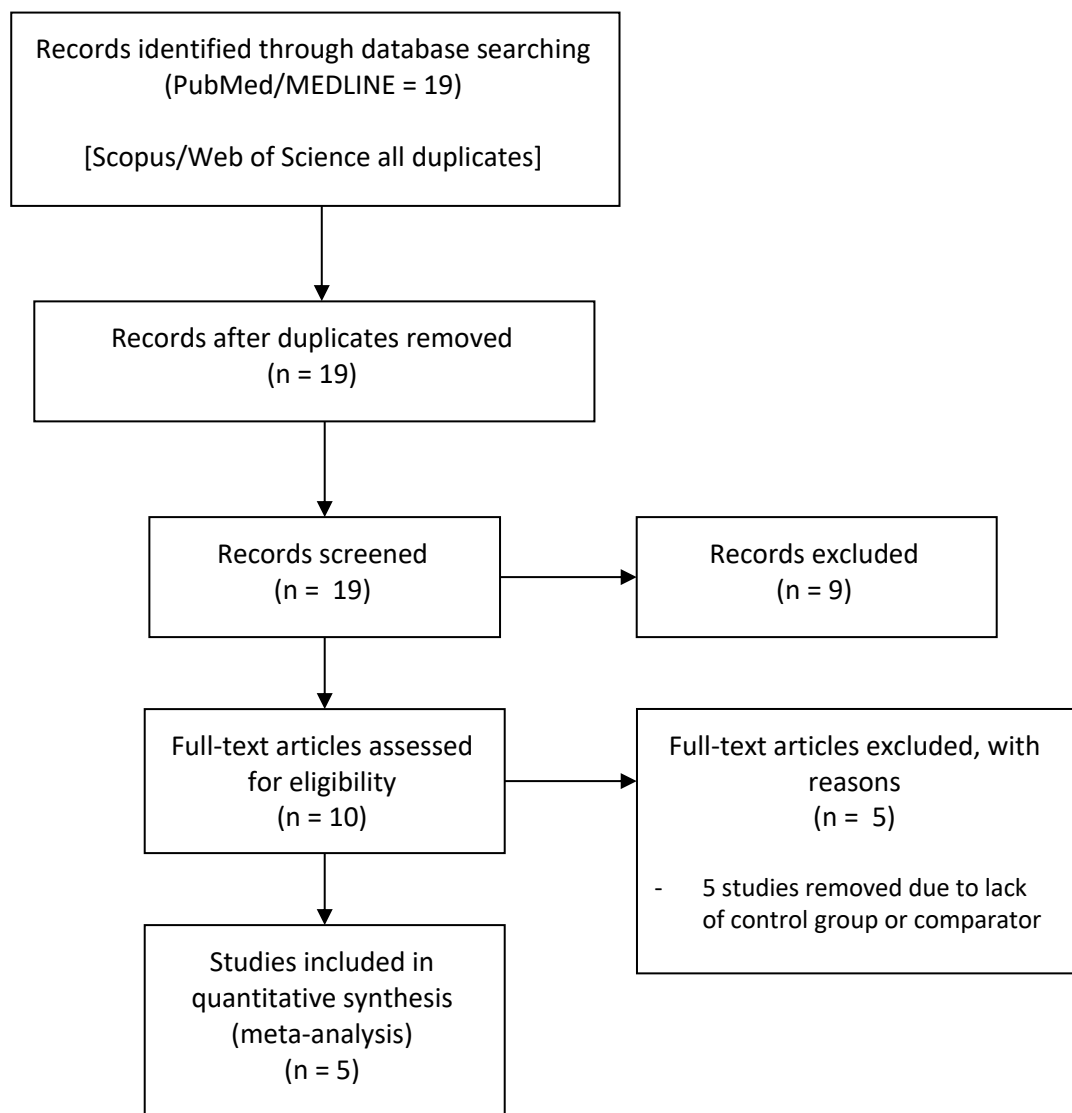 Records identified through database searching
(PubMed/MEDLINE = 19)
[Scopus/Web of Science all duplicates]
Records after duplicates removed
(n = 19)
Records screened
(n =  19)
Records excluded
(n = 9)
Full-text articles assessed
for eligibility
(n = 10)
Full-text articles excluded, with
reasons
(n =  5)
- 5 studies removed due to lack
of control group or comparator
Studies included in
quantitative synthesis
(meta-analysis)
(n = 5)